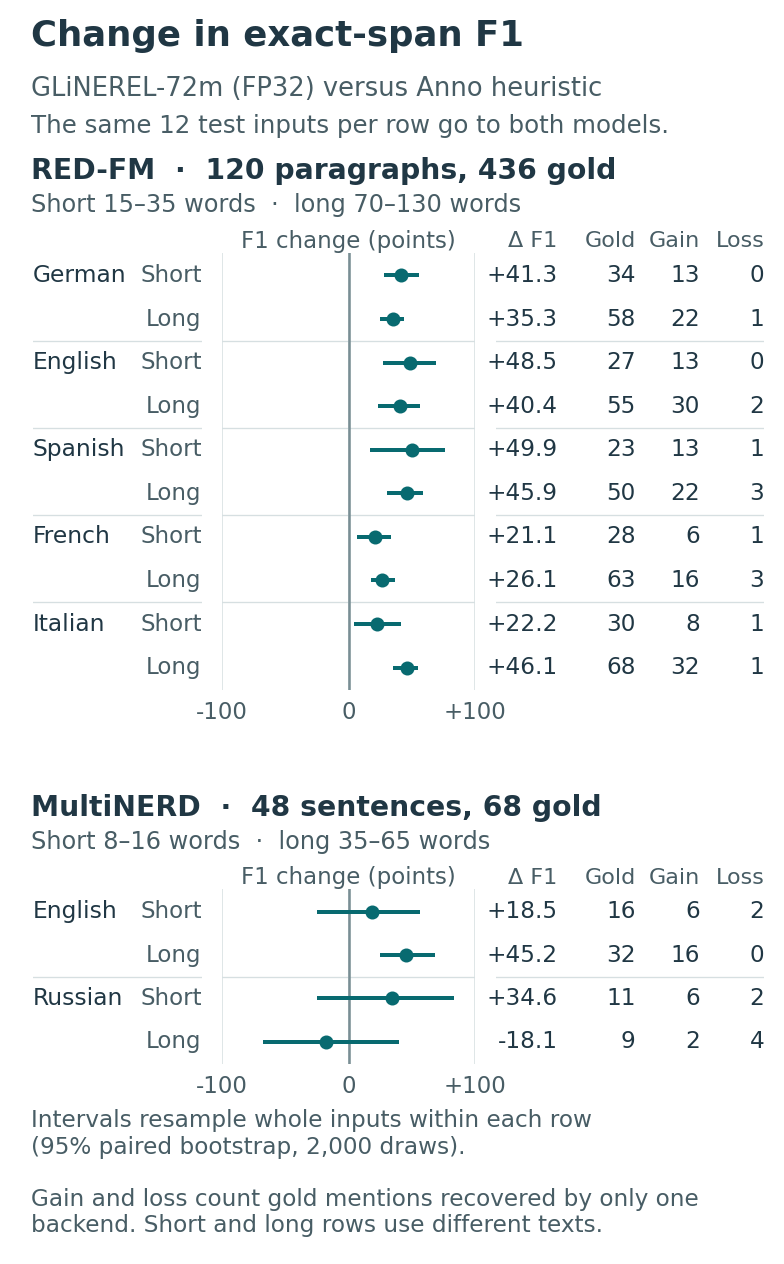 Change in exact-span F1
GLiNEREL-72m (FP32) versus Anno heuristic
The same 12 test inputs per row go to both models.
RED-FM · 120 paragraphs, 436 gold
Short 15–35 words · long 70–130 words
F1 change (points) Δ F1 Gold Gain Loss
German Short +41.3 34 13 0
Long +35.3 58 22 1
English Short +48.5 27 13 0
Long +40.4 55 30 2
Spanish Short +49.9 23 13 1
Long +45.9 50 22 3
French Short +21.1 28 6 1
Long +26.1 63 16 3
Italian Short +22.2 30 8 1
Long +46.1 68 32 1
-100 0 +100
MultiNERD · 48 sentences, 68 gold
Short 8–16 words · long 35–65 words
F1 change (points) Δ F1 Gold Gain Loss
English Short +18.5 16 6 2
Long +45.2 32 16 0
Russian Short +34.6 11 6 2
Long -18.1 9 2 4
-100 0 +100
Intervals resample whole inputs within each row
(95% paired bootstrap, 2,000 draws).
Gain and loss count gold mentions recovered by only one
backend. Short and long rows use different texts.